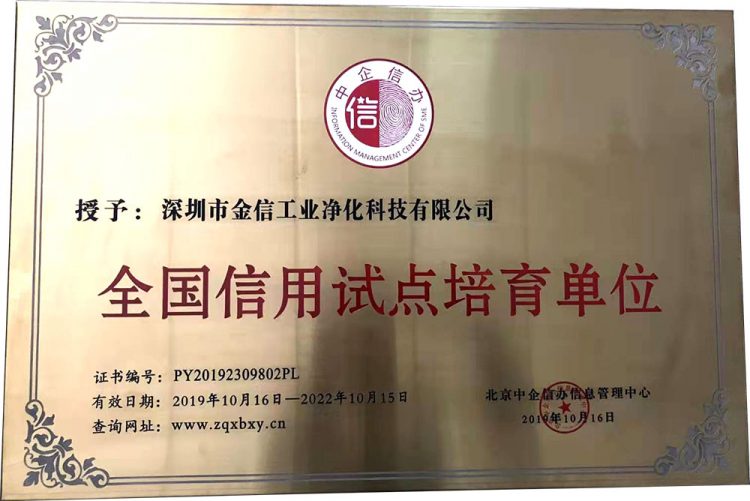 中企信办
信
INFORMATION MANAGEMENT CENTER OF SME
授予：深圳市金信工业净化科技有限公司
全国信用试点培育单位
证书编号：PY20192309802PL
有效日期：2019年10月16—2022年10月15日
查询网址：www.zqxbxy.cn
北京中企信办信息管理中心
2019年10月16日